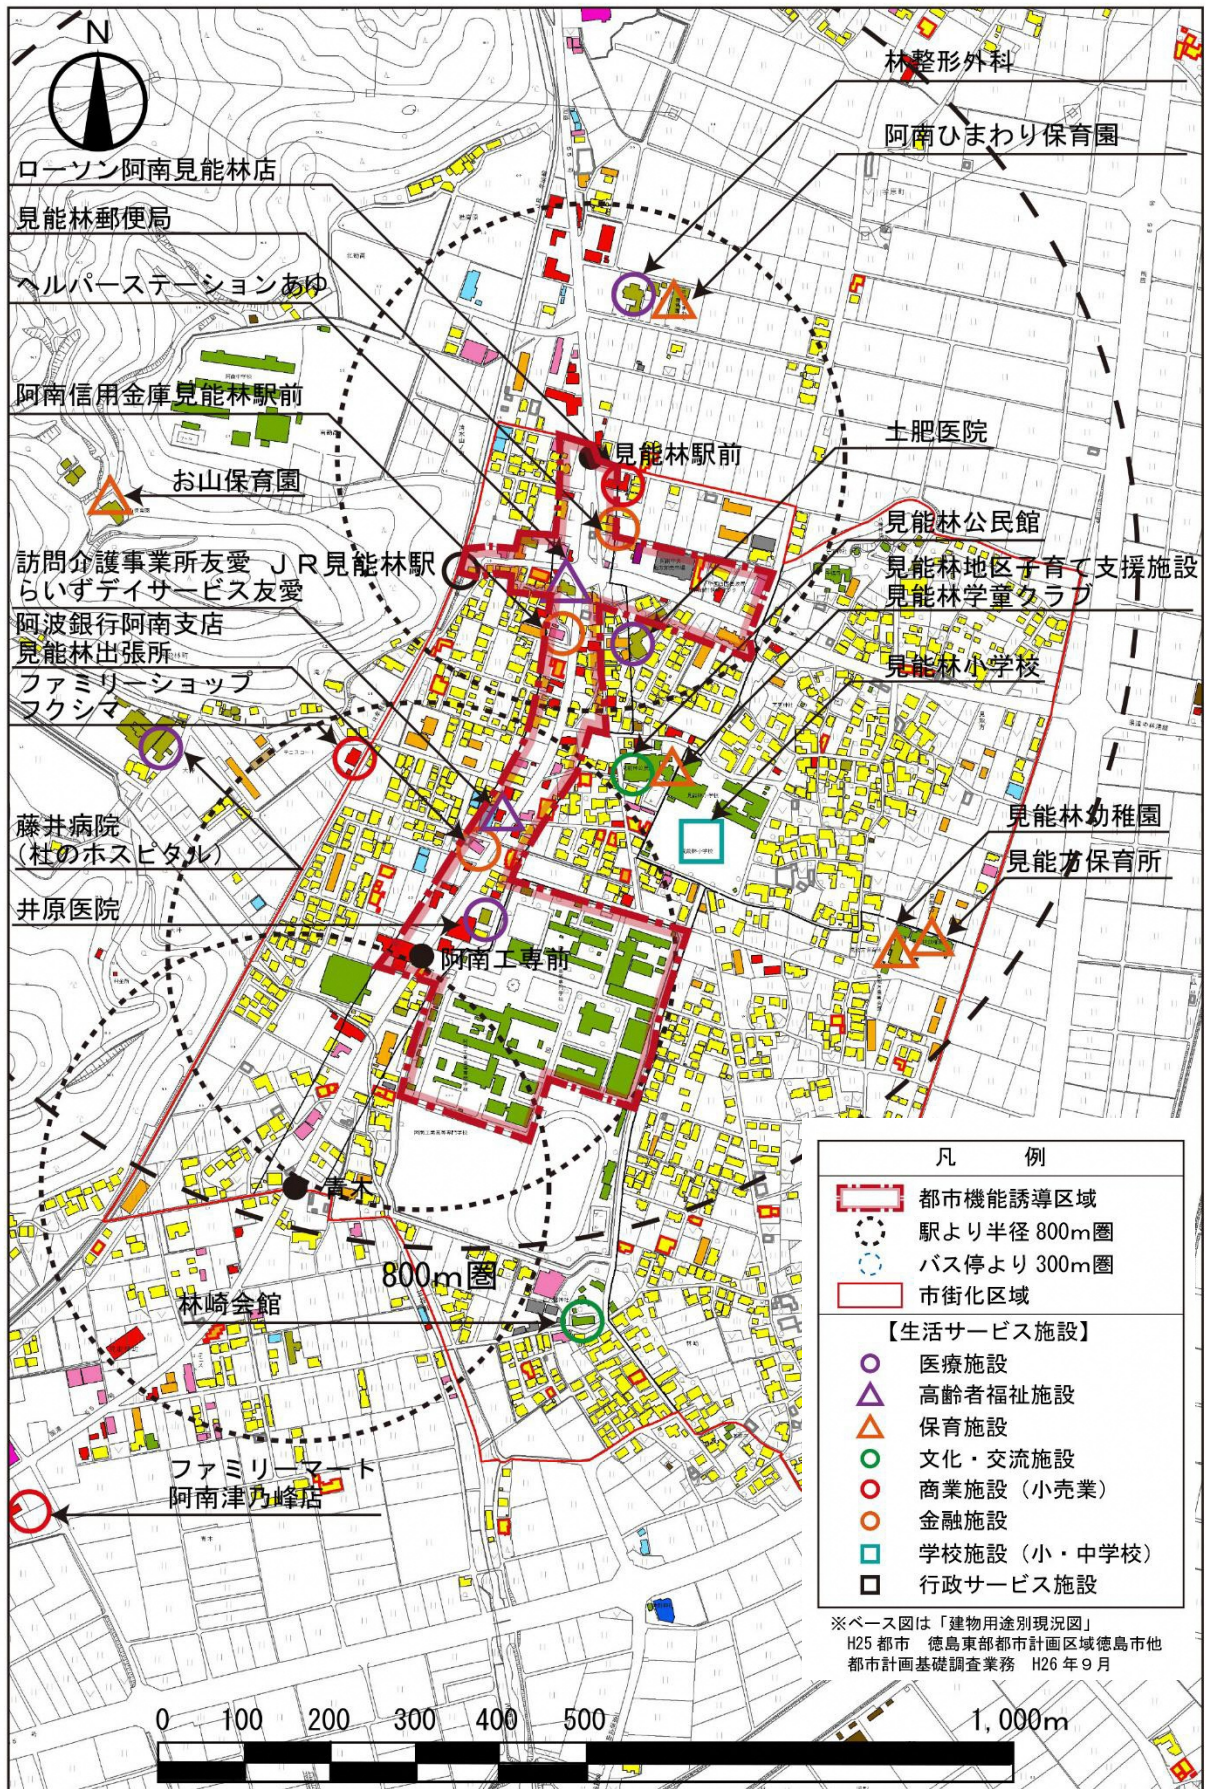 N
林整形外科
阿南ひまわり保育園
ローソン阿南見能林店
見能林郵便局
ヘルパーステーションあゆ
阿南信用金庫見能林駅前
お山保育園
見能林駅前
土肥医院
見能林公民館
見能林地区子育て支援施設
見能林学童クラブ
見能林小学校
訪問介護事業所友愛
らいずデイサービス友愛
JR見能林駅
阿波銀行阿南支店
見能林出張所
ファミリーショップ
フクシマ
藤井病院
(杜のホスピタル)
井原医院
見能林幼稚園
見能方保育所
阿南工専前
青木
800m圏
林崎会館
ファミリーマート
阿南津乃峰店
凡 例
都市機能誘導区域
駅より半径800m圏
バス停より300m圏
市街化区域
【生活サービス施設】
医療施設
高齢者福祉施設
保育施設
文化・交流施設
商業施設(小売業)
金融施設
学校施設(小・中学校)
行政サービス施設
※ベース図は「建物用途別現況図」
H25都市 徳島東部都市計画区域徳島市他
都市計画基礎調査業務 H26年9月
0 100 200 300 400 500 1,000m